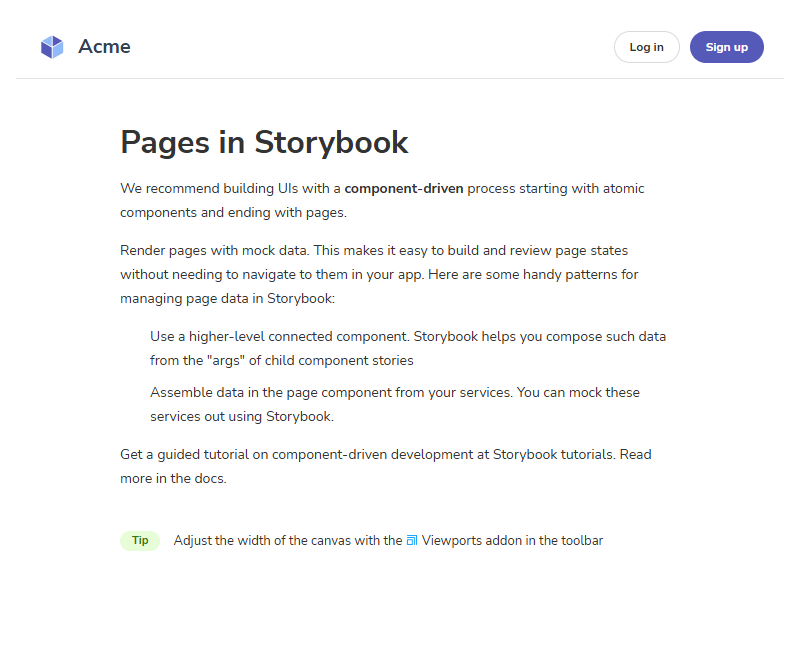 Acme
Log in
Sign up
Pages in Storybook
We recommend building UIs with a component-driven process starting with atomic
components and ending with pages.
Render pages with mock data. This makes it easy to build and review page states
without needing to navigate to them in your app. Here are some handy patterns for
managing page data in Storybook:
Use a higher-level connected component. Storybook helps you compose such data
from the "args" of child component stories
Assemble data in the page component from your services. You can mock these
services out using Storybook.
Get a guided tutorial on component-driven development at Storybook tutorials. Read
more in the docs.
Tip
Adjust the width of the canvas with the Viewports addon in the toolbar